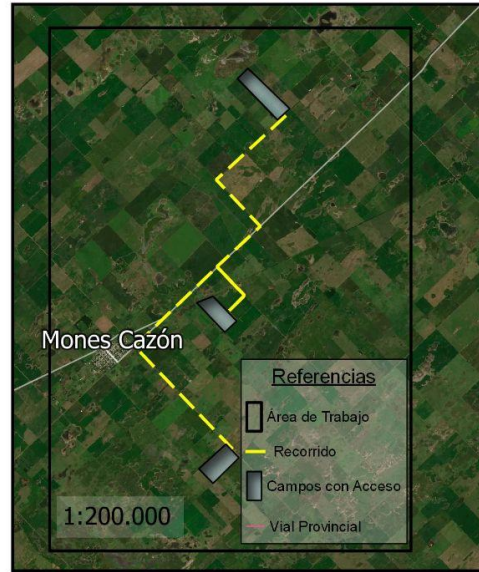 Mones Cazón
Referencias
Área de Trabajo
Recorrido
Campos con Acceso
Vial Provincial
1:200.000